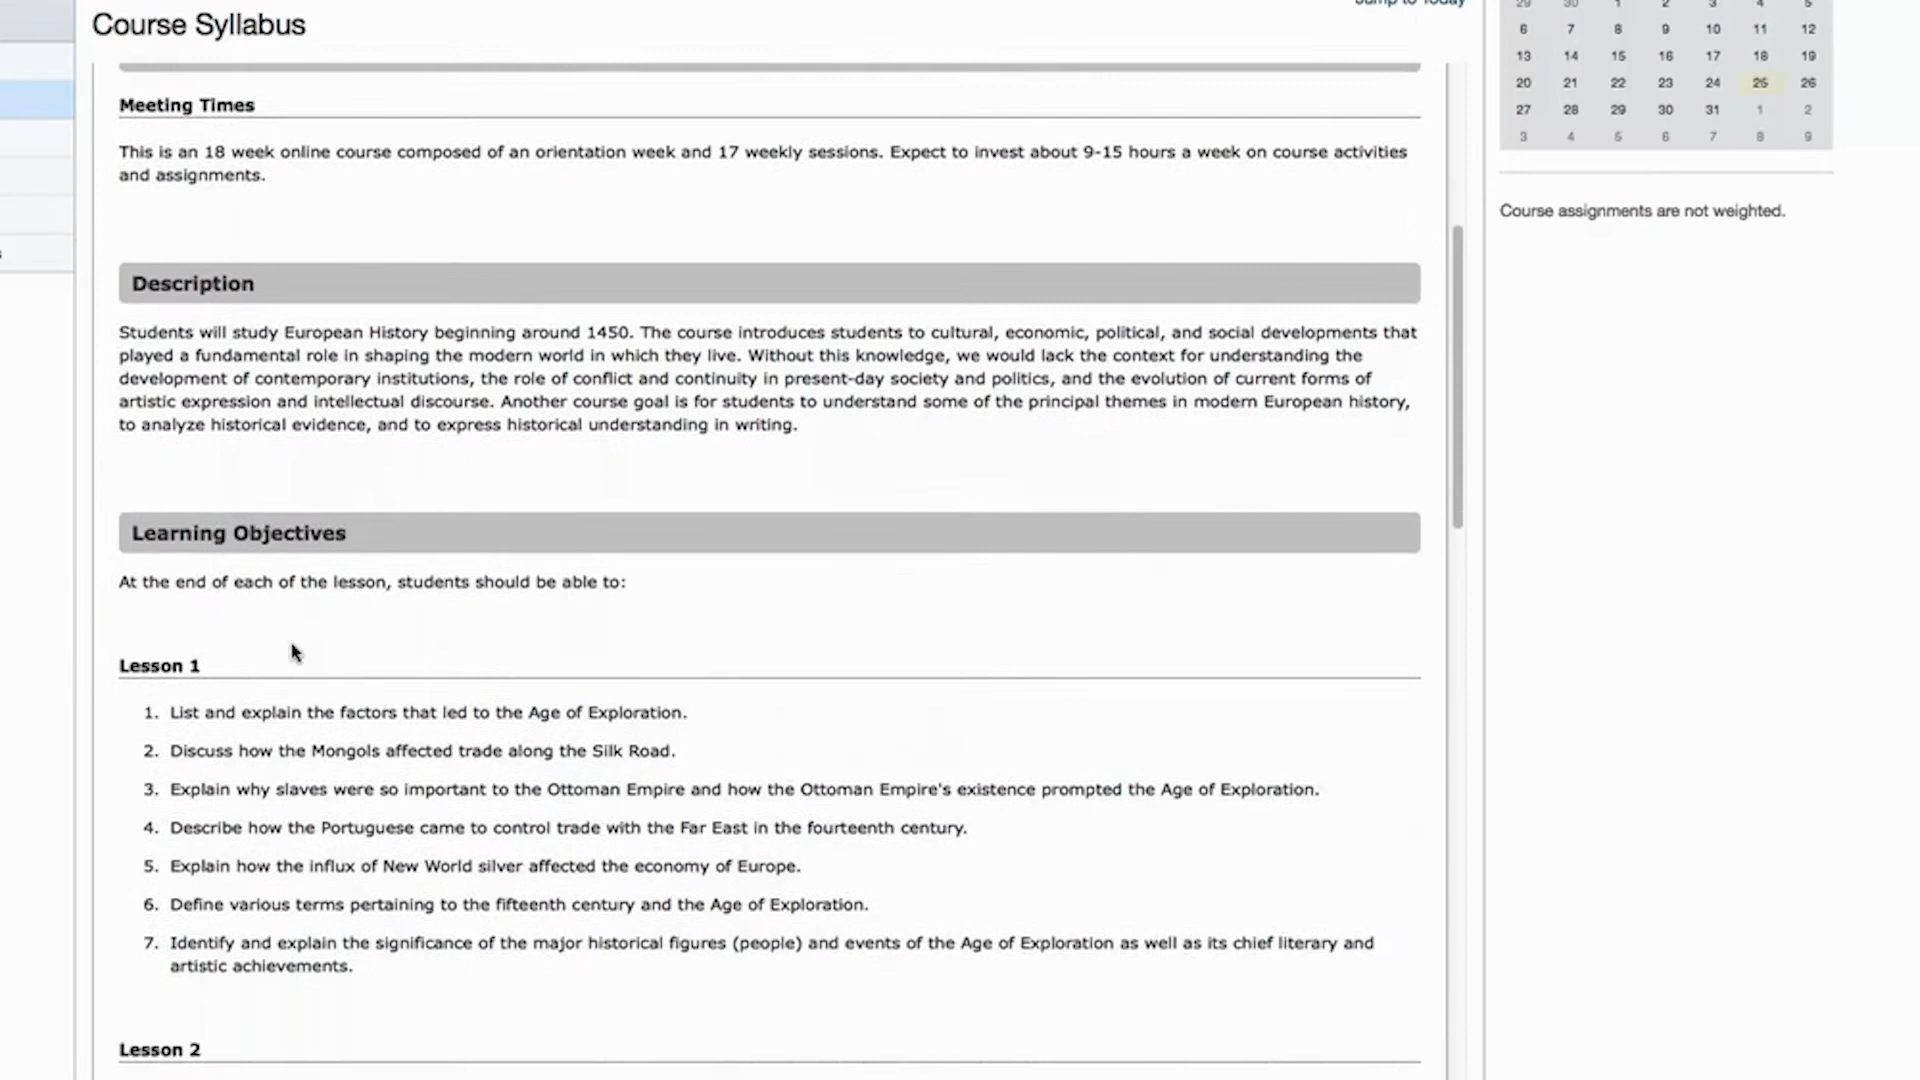 Jump to Today
Course Syllabus
Meeting Times
This is an 18 week online course composed of an orientation week and 17 weekly sessions. Expect to invest about 9-15 hours a week on course activities
and assignments.
Description
Students will study European History beginning around 1450. The course introduces students to cultural, economic, political, and social developments that
played a fundamental role in shaping the modern world in which they live. Without this knowledge, we would lack the context for understanding the
development of contemporary institutions, the role of conflict and continuity in present-day society and politics, and the evolution of current forms of
artistic expression and intellectual discourse. Another course goal is for students to understand some of the principal themes in modern European history,
to analyze historical evidence, and to express historical understanding in writing.
Learning Objectives
At the end of each of the lesson, students should be able to:
Lesson 1
1. List and explain the factors that led to the Age of Exploration.
2. Discuss how the Mongols affected trade along the Silk Road.
3. Explain why slaves were so important to the Ottoman Empire and how the Ottoman Empire's existence prompted the Age of Exploration.
4. Describe how the Portuguese came to control trade with the Far East in the fourteenth century.
5. Explain how the influx of New World silver affected the economy of Europe.
6. Define various terms pertaining to the fifteenth century and the Age of Exploration.
7. Identify and explain the significance of the major historical figures (people) and events of the Age of Exploration as well as its chief literary and
artistic achievements.
Lesson 2
29 30 1 2 3 4 5
6 7 8 9 10 11 12
13 14 15 16 17 18 19
20 21 22 23 24 25 26
27 28 29 30 31 1 2
3 4 5 6 7 8 9
Course assignments are not weighted.